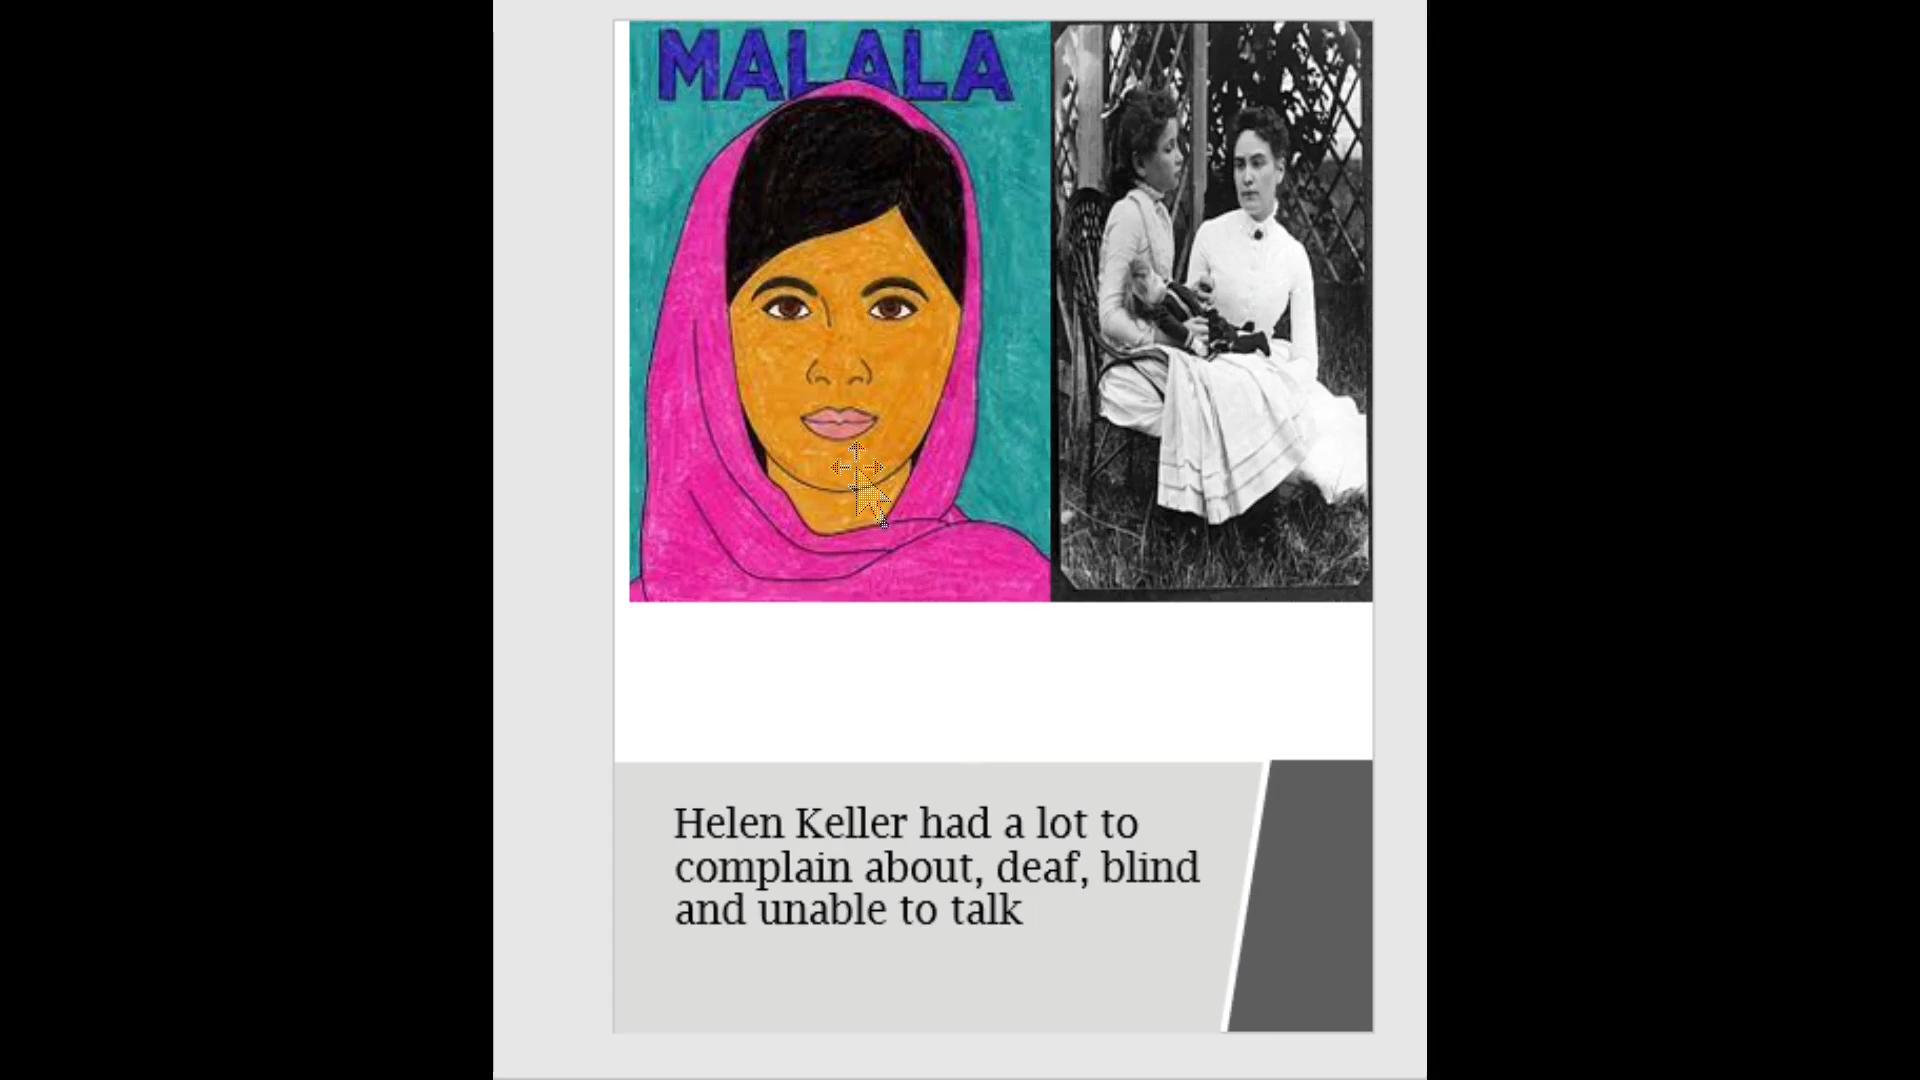 MALALA
Helen Keller had a lot to
complain about, deaf, blind
and unable to talk